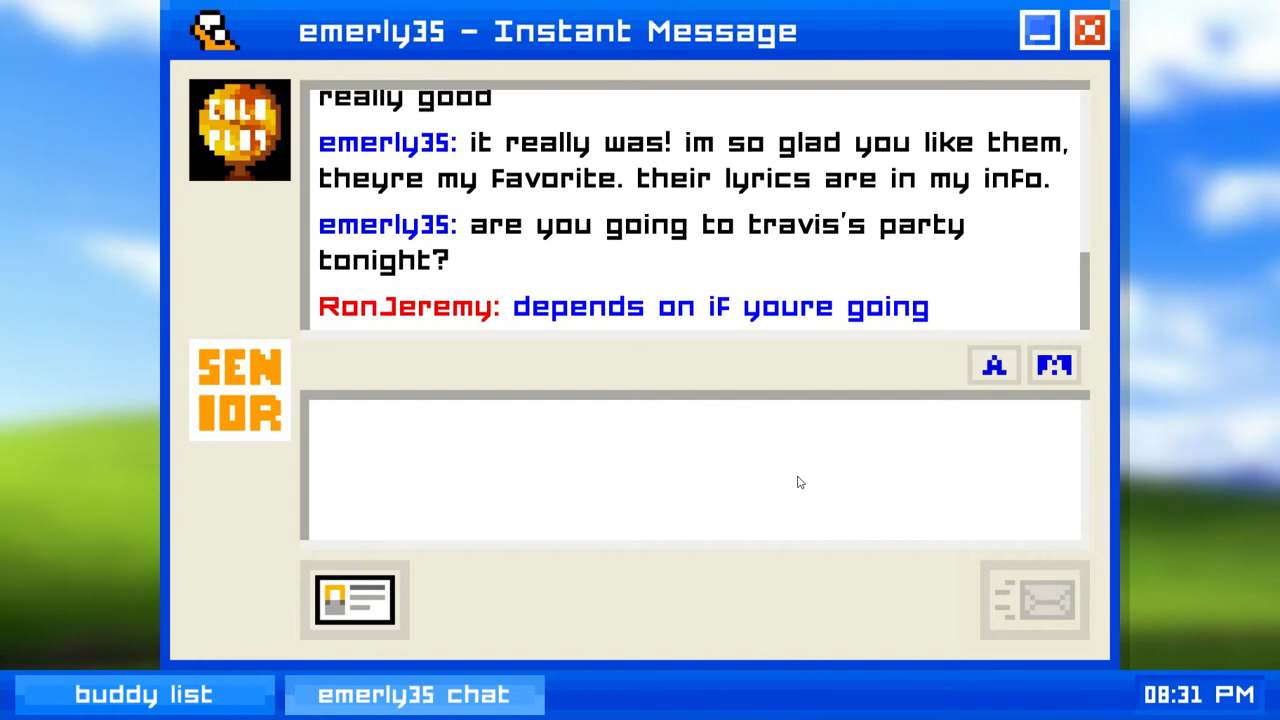 emerly35 - Instant Message
COLD
PLAY
really good
emerly35: it really was! im so glad you like them,
theyre my favorite. their lyrics are in my info.
emerly35: are you going to travis's party
tonight?
RonJeremy: depends on if youre going
SEN
IOR
A
buddy list
emerly35 chat
08:31 PM